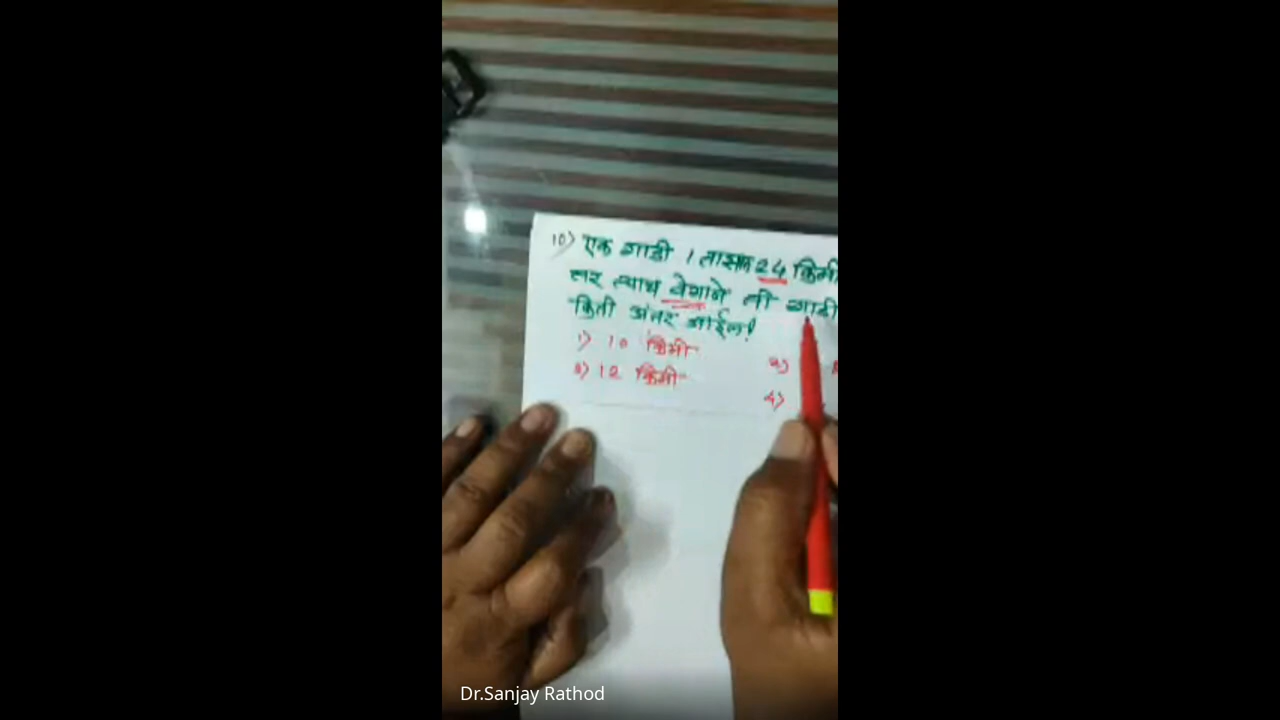 10) एक गाडी 1 तासात 24 किमी
तर त्याच वेगाने ती गाडी
किती अंतर जाईल?
1) 10 किमी
2)
3) 12 किमी
4)
Dr.Sanjay Rathod